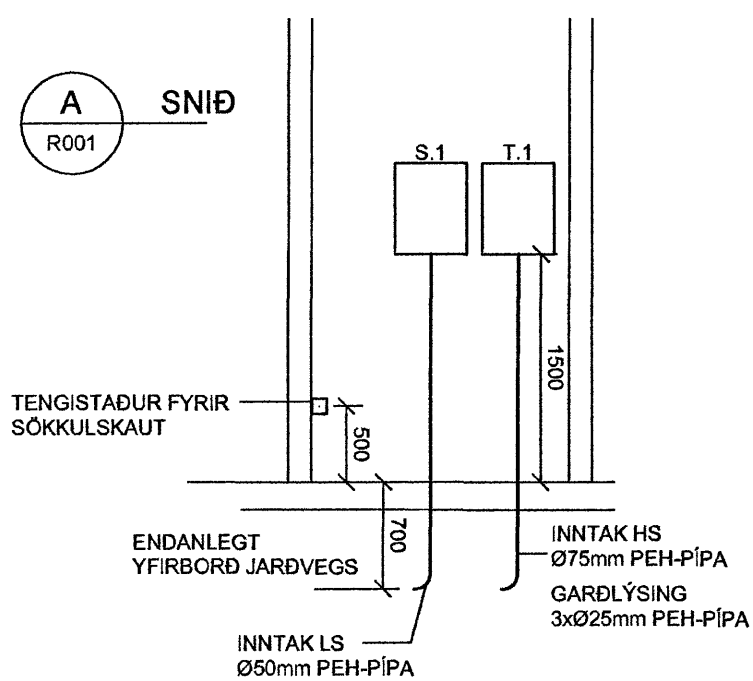 A
R001
SNIÐ
S.1
T.1
1500
TENGISTAÐUR FYRIR
SÖKKULSKAUT
500
700
ENDANLEGT
YFIRBORÐ JARÐVEGS
INNTAK HS
Ø75mm PEH-PÍPA
GARÐLÝSING
3xØ25mm PEH-PÍPA
INNTAK LS
Ø50mm PEH-PÍPA